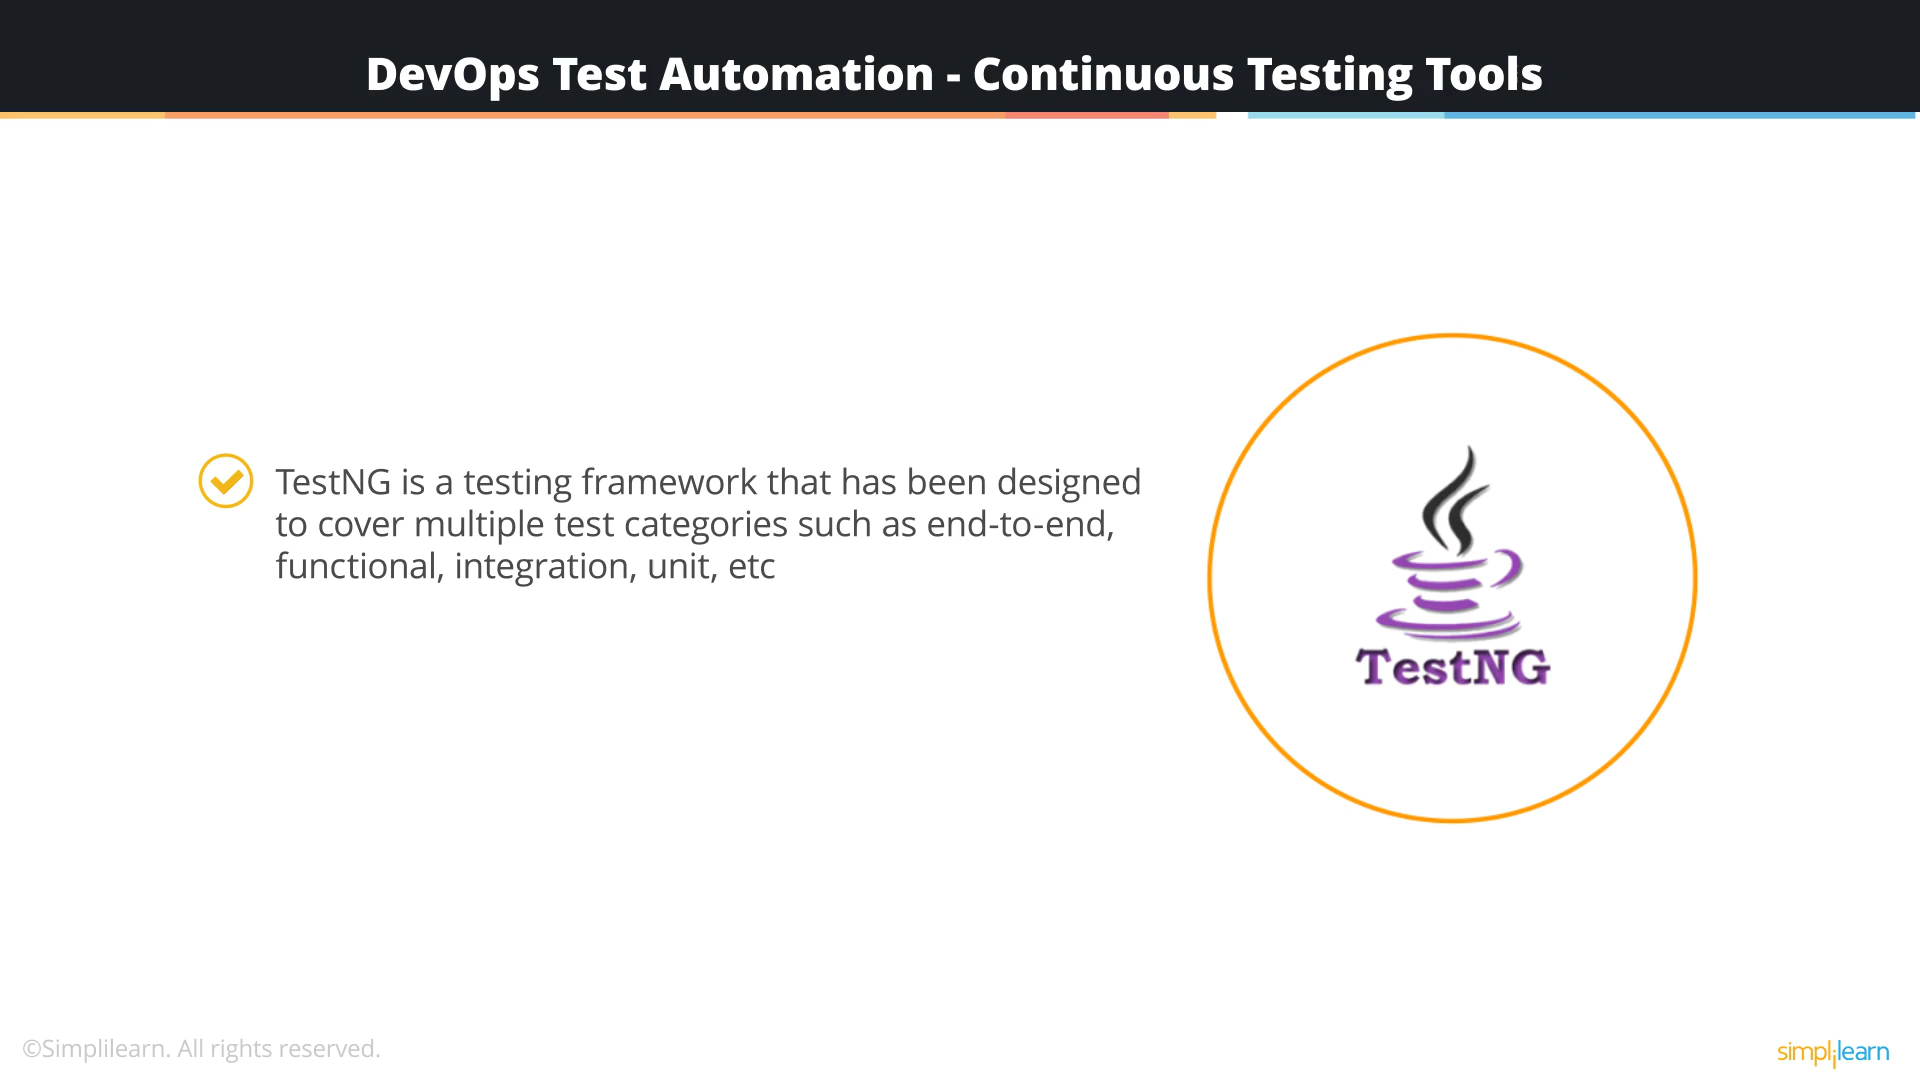 DevOps Test Automation - Continuous Testing Tools
TestNG is a testing framework that has been designed
to cover multiple test categories such as end-to-end,
functional, integration, unit, etc
TestNG
©Simplilearn. All rights reserved.
simplilearn